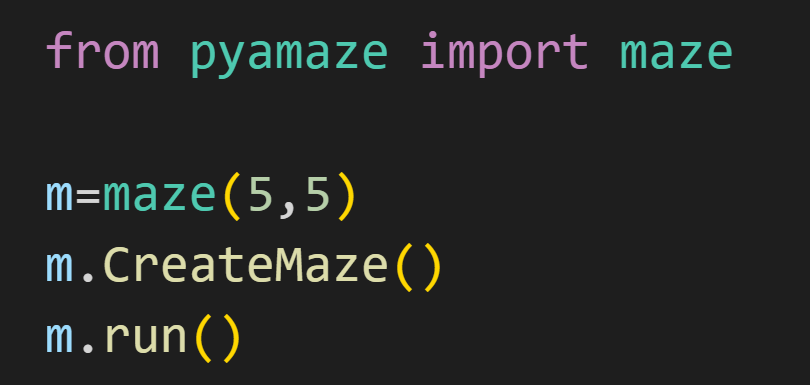 from pyamaze import maze
m=maze(5,5)
m.CreateMaze()
m.run()